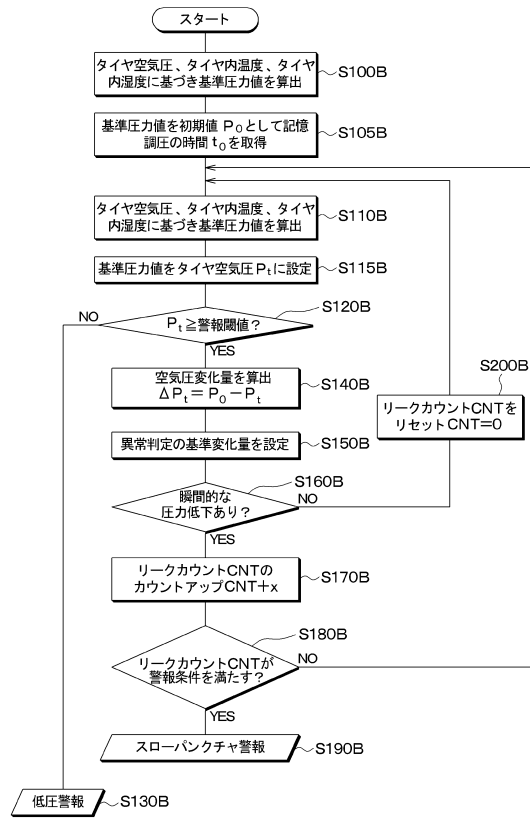 スタート
タイヤ空気圧、タイヤ内温度、タイヤ
内湿度に基づき基準圧力値を算出
S100B
基準圧力値を初期値P0として記憶
調圧の時間t0を取得
S105B
タイヤ空気圧、タイヤ内温度、タイヤ
内湿度に基づき基準圧力値を算出
S110B
基準圧力値をタイヤ空気圧Ptに設定
S115B
S120B
NO
Pt≧警報閾値?
YES
空気圧変化量を算出
ΔPt=P0−Pt
S140B
S200B
リークカウントCNTを
リセットCNT=0
異常判定の基準変化量を設定
S150B
S160B
瞬間的な
圧力低下あり?
NO
YES
リークカウントCNTの
カウントアップCNT+x
S170B
S180B
リークカウントCNTが
警報条件を満たす?
NO
YES
スローパンクチャ警報
S190B
低圧警報
S130B